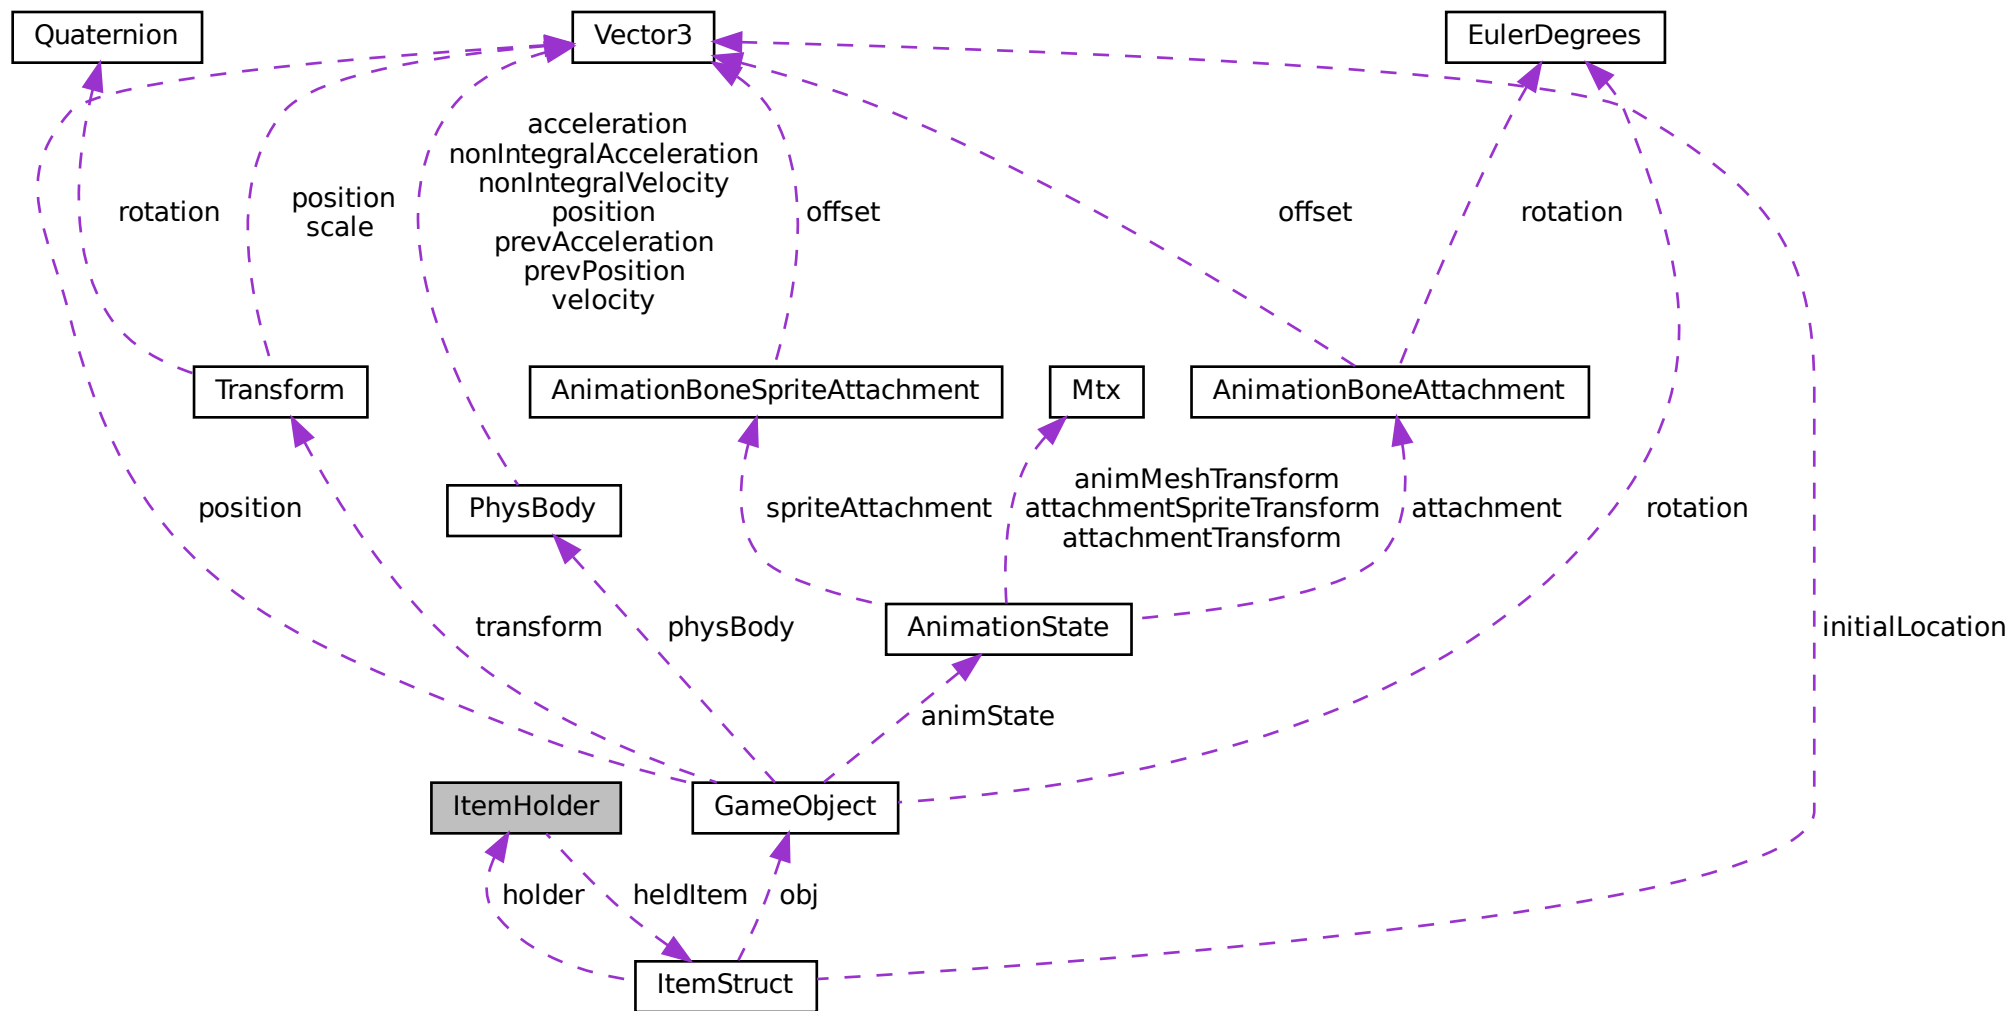 Quaternion
Vector3
EulerDegrees
acceleration
nonIntegralAcceleration
nonIntegralVelocity
position
prevAcceleration
prevPosition
velocity
rotation
position
scale
offset
offset
rotation
Transform
AnimationBoneSpriteAttachment
Mtx
AnimationBoneAttachment
position
PhysBody
spriteAttachment
animMeshTransform
attachmentSpriteTransform
attachmentTransform
attachment
rotation
transform
physBody
AnimationState
initialLocation
animState
ItemHolder
GameObject
holder
heldItem
obj
ItemStruct